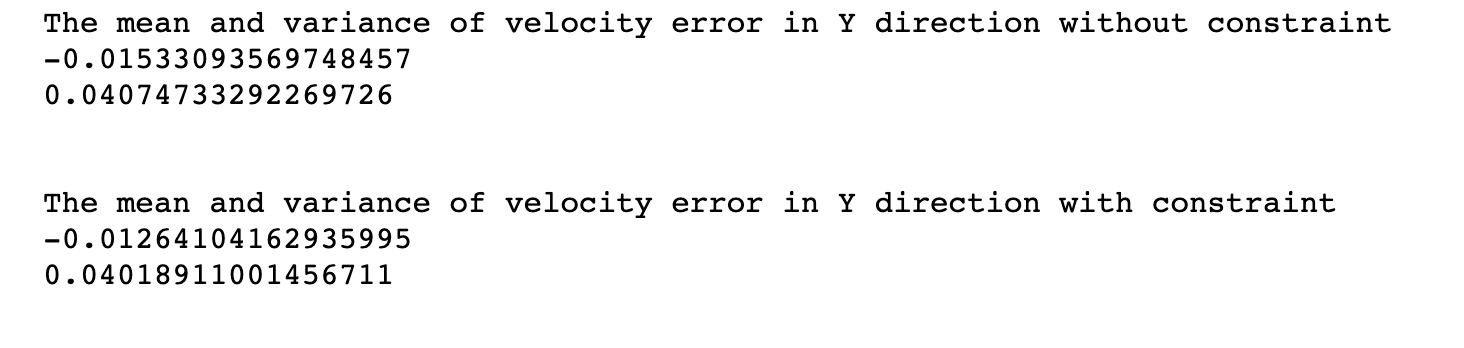 The mean and variance of velocity error in Y direction without constraint
-0.01533093569748457
0.04074733292269726
The mean and variance of velocity error in Y direction with constraint
-0.01264104162935995
0.04018911001456711